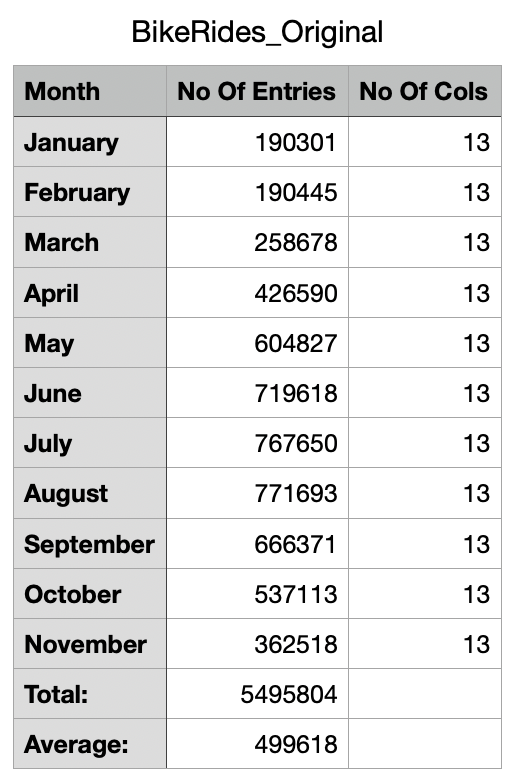 BikeRides_Original
Month No Of Entries No Of Cols
January 190301 13
February 190445 13
March 258678 13
April 426590 13
May 604827 13
June 719618 13
July 767650 13
August 771693 13
September 666371 13
October 537113 13
November 362518 13
Total: 5495804
Average: 499618